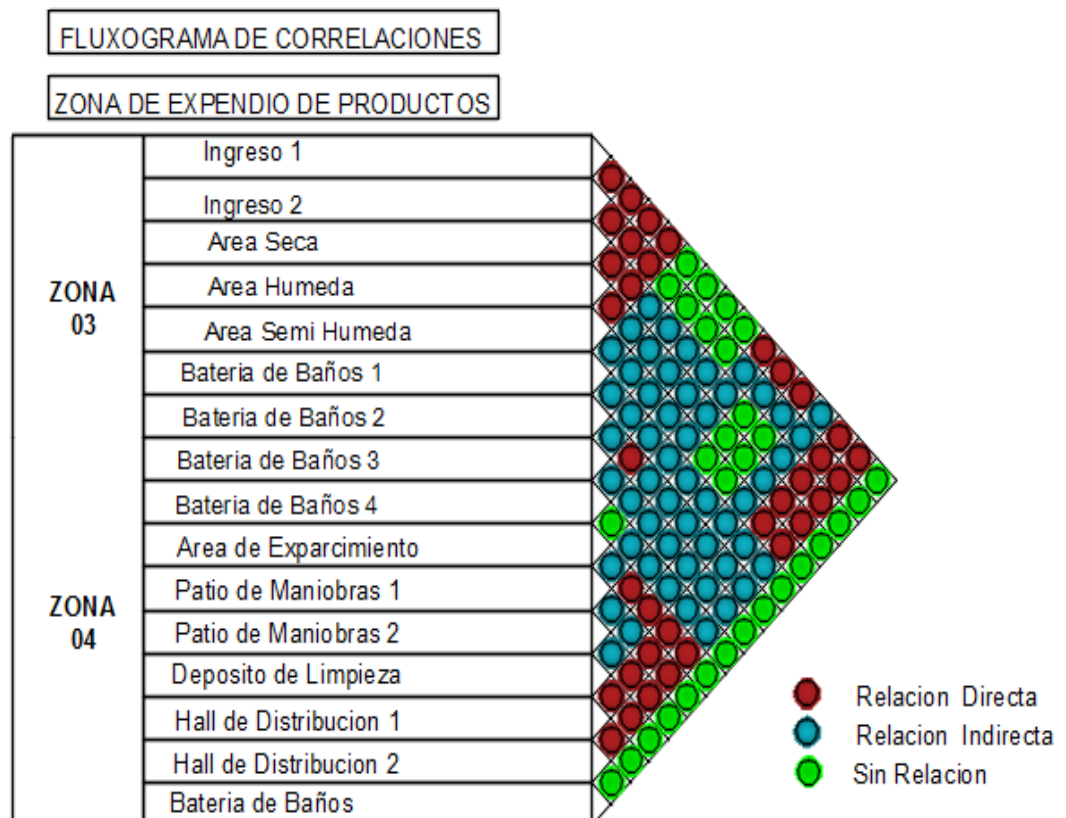 FLUXOGRAMA DE CORRELACIONES
ZONA DE EXPENDIO DE PRODUCTOS
ZONA
03
Ingreso 1
Ingreso 2
Area Seca
Area Humeda
Area Semi Humeda
Bateria de Baños 1
Bateria de Baños 2
Bateria de Baños 3
Bateria de Baños 4
Area de Exparcimiento
ZONA
04
Patio de Maniobras 1
Patio de Maniobras 2
Deposito de Limpieza
Hall de Distribucion 1
Hall de Distribucion 2
Bateria de Baños
Relacion Directa
Relacion Indirecta
Sin Relacion